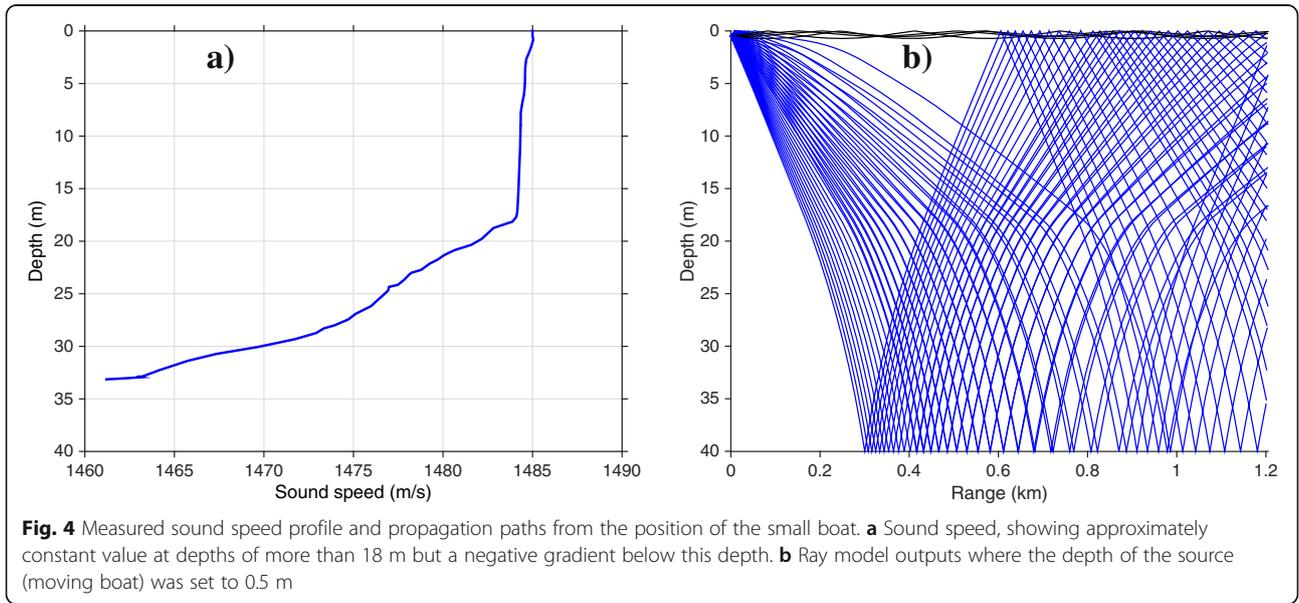 a)
0
5
10
15
20
25
30
35
40
Depth (m)
1460 1465 1470 1475 1480 1485 1490
Sound speed (m/s)
b)
0
5
10
15
20
25
30
35
40
Depth (m)
0 0.2 0.4 0.6 0.8 1 1.2
Range (km)
Fig. 4 Measured sound speed profile and propagation paths from the position of the small boat. a Sound speed, showing approximately
constant value at depths of more than 18 m but a negative gradient below this depth. b Ray model outputs where the depth of the source
(moving boat) was set to 0.5 m